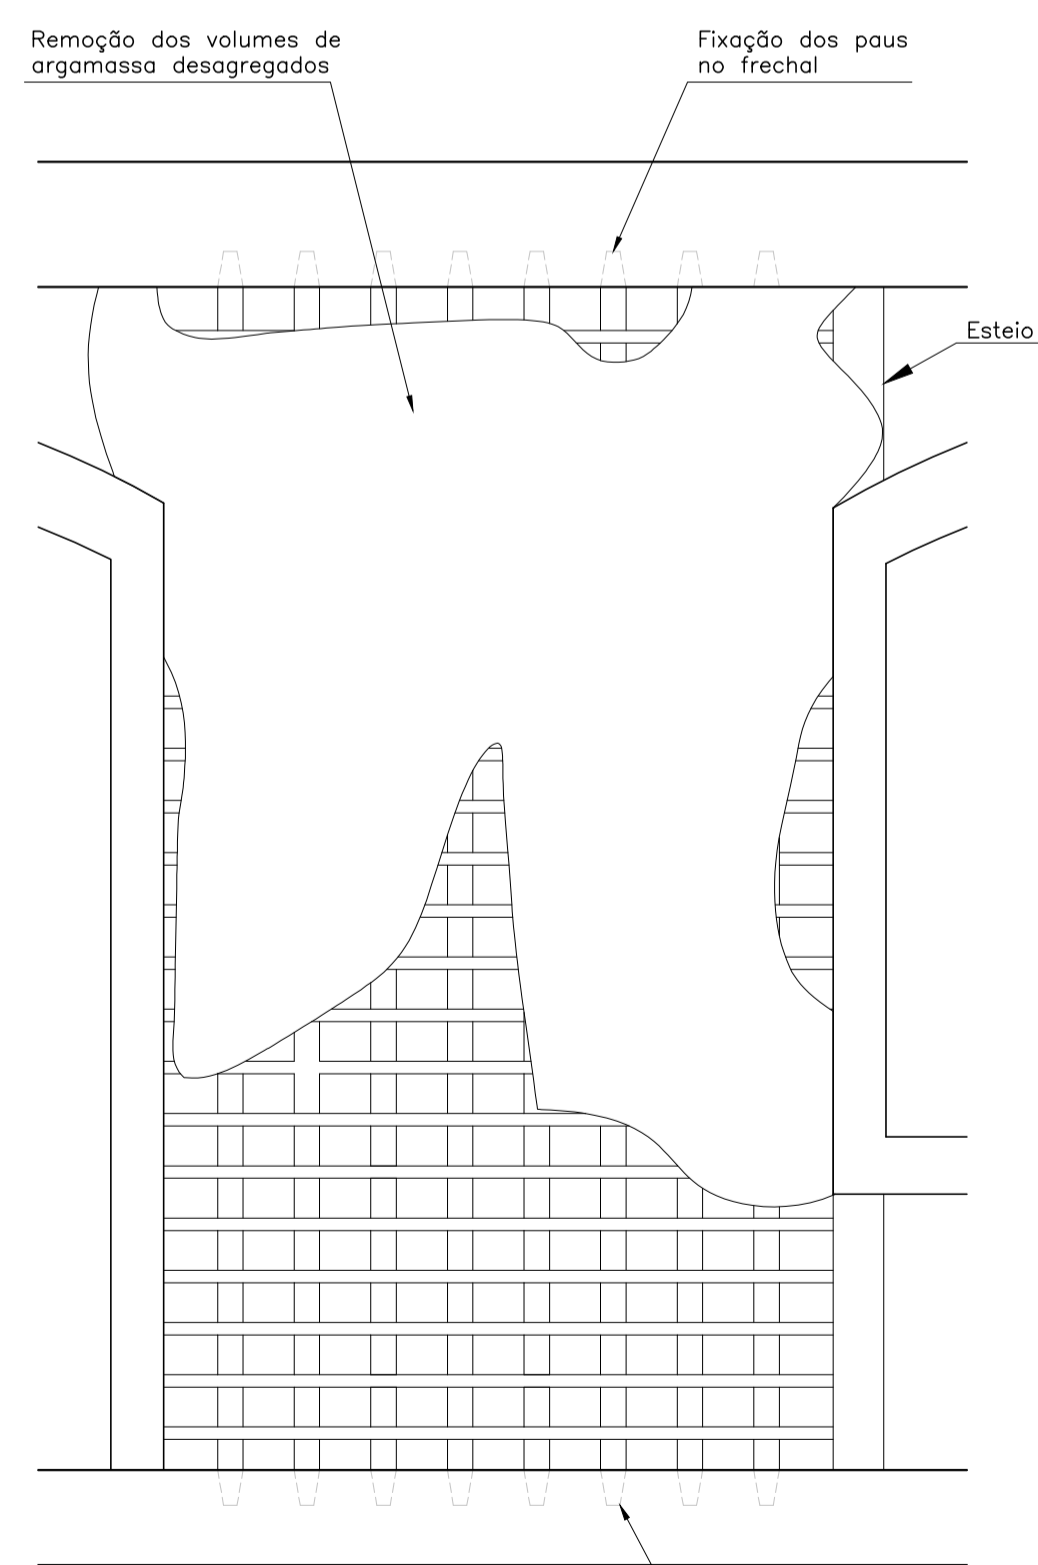 Remoção dos volumes de
argamassa desagregados
Fixação dos paus
no frechal
Esteio